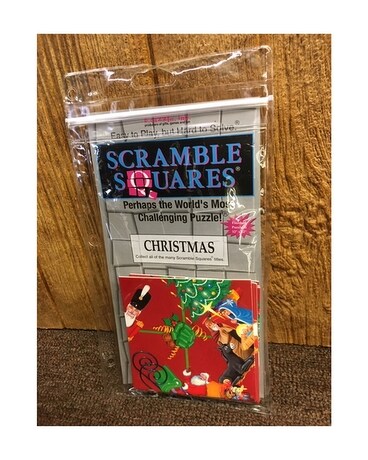 Easy to Play, but Hard to Solve.®
SCRAMBLE
SQUARES®
Perhaps the World's Most
Challenging Puzzle!
CHRISTMAS
Collect all of the many Scramble Squares® titles.